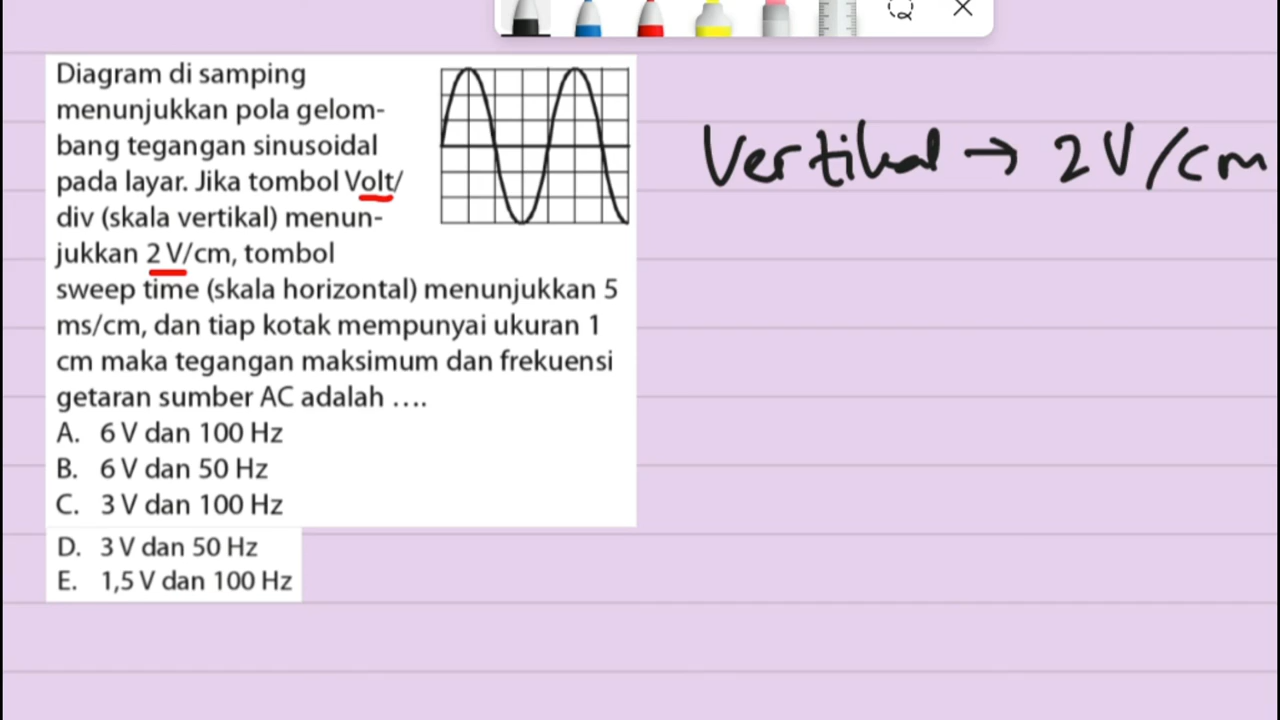 Diagram di samping
menunjukkan pola gelom-
bang tegangan sinusoidal
pada layar. Jika tombol Volt/
div (skala vertikal) menun-
jukkan 2 V/cm, tombol
sweep time (skala horizontal) menunjukkan 5
ms/cm, dan tiap kotak mempunyai ukuran 1
cm maka tegangan maksimum dan frekuensi
getaran sumber AC adalah ....
A. 6 V dan 100 Hz
B. 6 V dan 50 Hz
C. 3 V dan 100 Hz
D. 3 V dan 50 Hz
E. 1,5 V dan 100 Hz
Vertikal → 2 V/cm